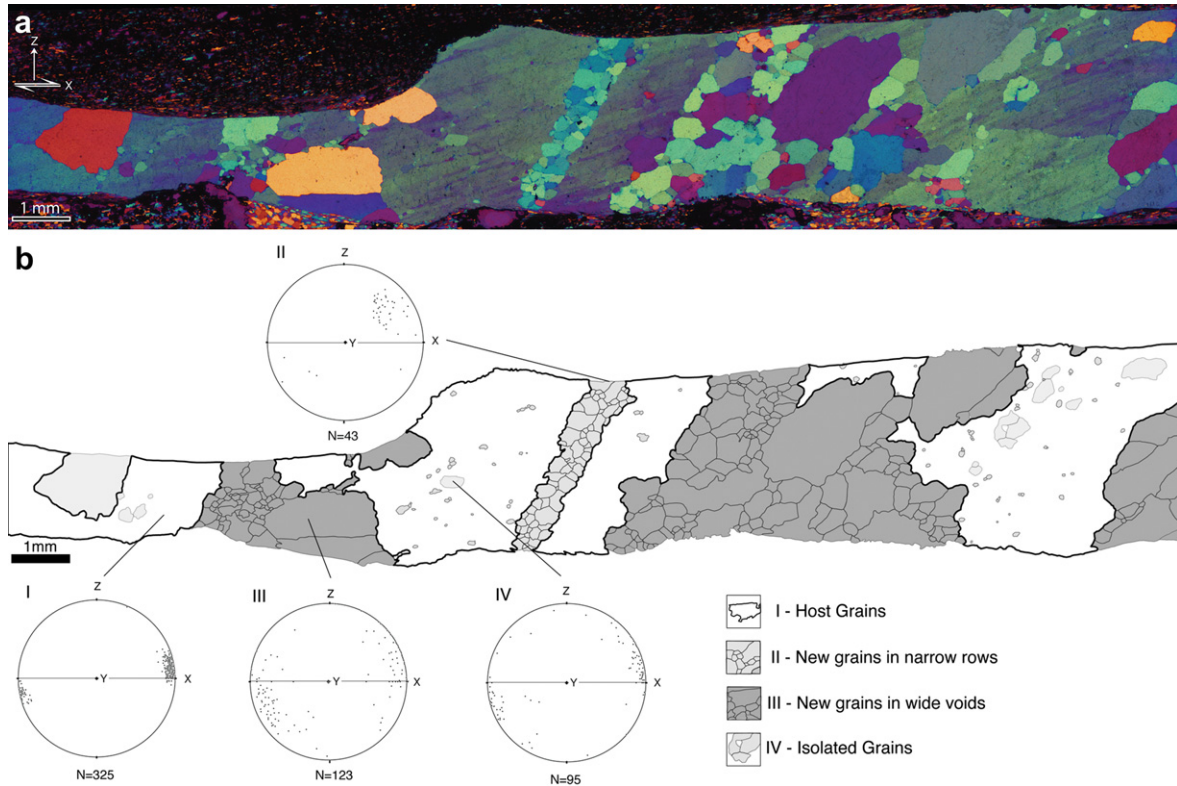 a
Z
X
1 mm
b
II
Z
X
Y
N=43
1mm
I
Z
Y
X
N=325
III
Z
Y
X
N=123
IV
Z
Y
X
N=95
I - Host Grains
II - New grains in narrow rows
III - New grains in wide voids
IV - Isolated Grains